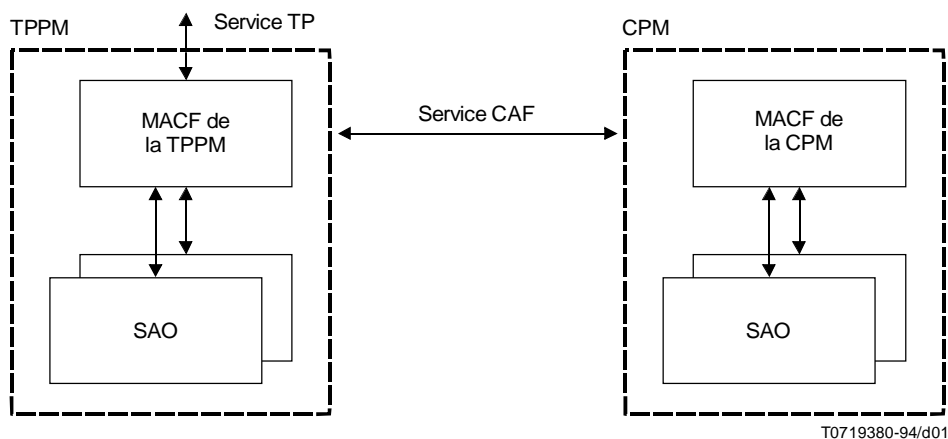 TPPM
Service TP
CPM
MACF de
la TPPM
Service CAF
MACF de
la CPM
SAO
SAO
T0719380-94/d01